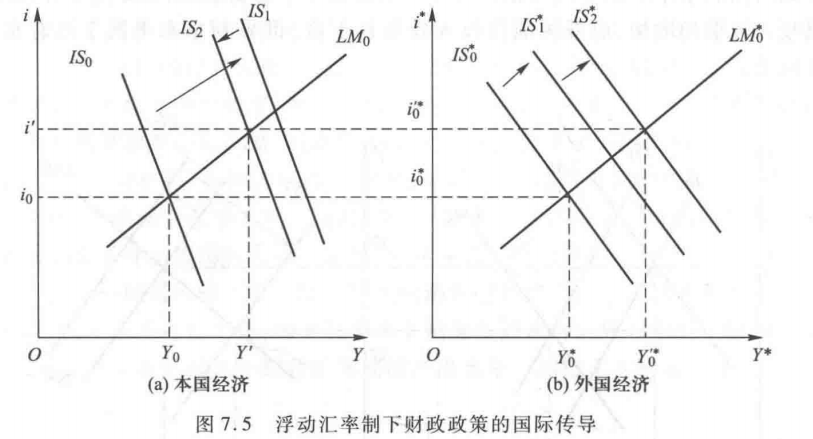 i
IS₀
IS₂
IS₁
LM₀
i'
i₀
O
Y₀
Y'
Y
(a) 本国经济
i*
IS₀*
IS₁*
IS₂*
LM₀*
i₀'*
i₀*
O
Y₀*
Y₀'*
Y*
(b) 外国经济
图 7.5 浮动汇率制下财政政策的国际传导